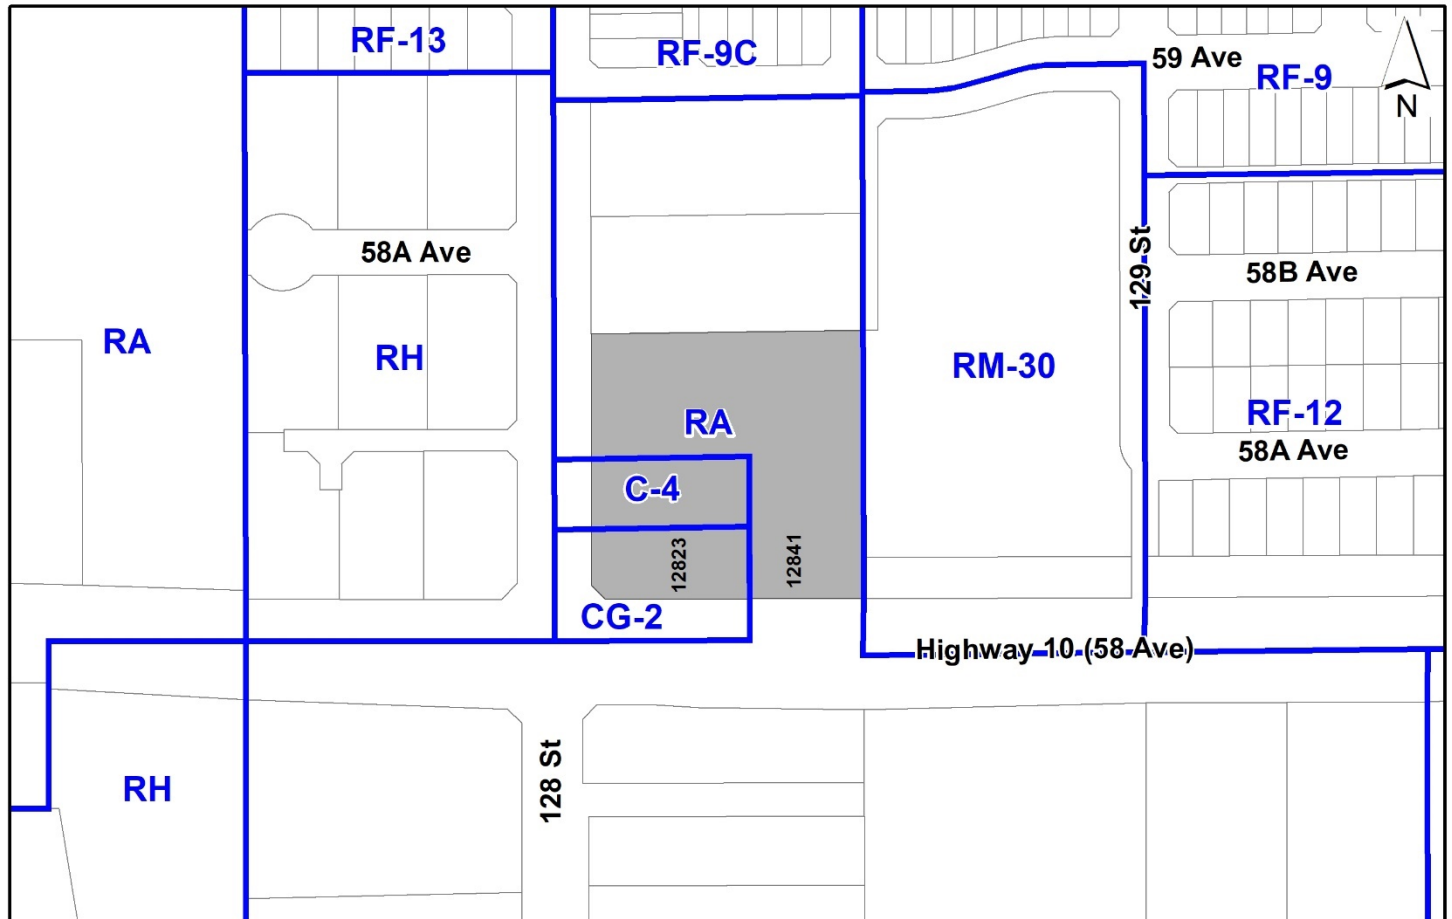 RF-13
RF-9C
59 Ave
RF-9
N
58A Ave
129 St
58B Ave
RA
RH
RM-30
RA
RF-12
58A Ave
C-4
12823
12841
CG-2
Highway 10 (58 Ave)
RH
128 St